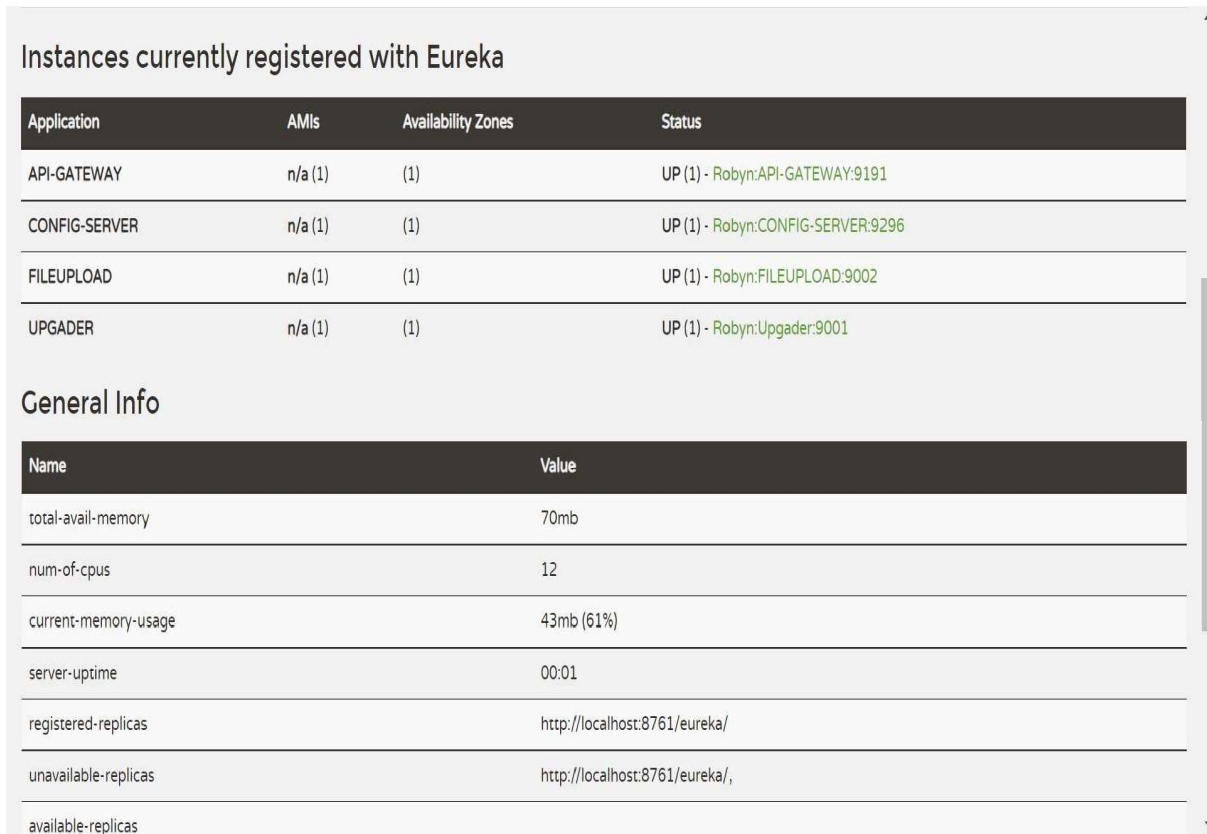 Instances currently registered with Eureka
Application AMIs Availability Zones Status
API-GATEWAY n/a (1) (1) UP (1) - Robyn:API-GATEWAY:9191
CONFIG-SERVER n/a (1) (1) UP (1) - Robyn:CONFIG-SERVER:9296
FILEUPLOAD n/a (1) (1) UP (1) - Robyn:FILEUPLOAD:9002
UPGADER n/a (1) (1) UP (1) - Robyn:Upgader:9001
General Info
Name Value
total-avail-memory 70mb
num-of-cpus 12
current-memory-usage 43mb (61%)
server-uptime 00:01
registered-replicas http://localhost:8761/eureka/
unavailable-replicas http://localhost:8761/eureka/,
available-replicas